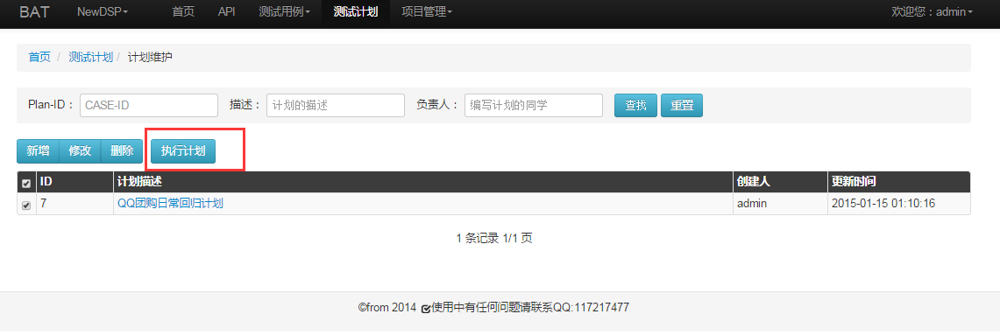 BAT NewDSP 首页 API 测试用例 测试计划 项目管理 欢迎您：admin
首页 / 测试计划 / 计划维护
Plan-ID： CASE-ID 描述： 计划的描述 负责人： 编写计划的同学 查找 重置
新增 修改 删除 执行计划
ID 计划描述 创建人 更新时间
7 QQ团购日常回归计划 admin 2015-01-15 01:10:16
1 条记录 1/1 页
©from 2014 使用中有任何问题请联系QQ:117217477